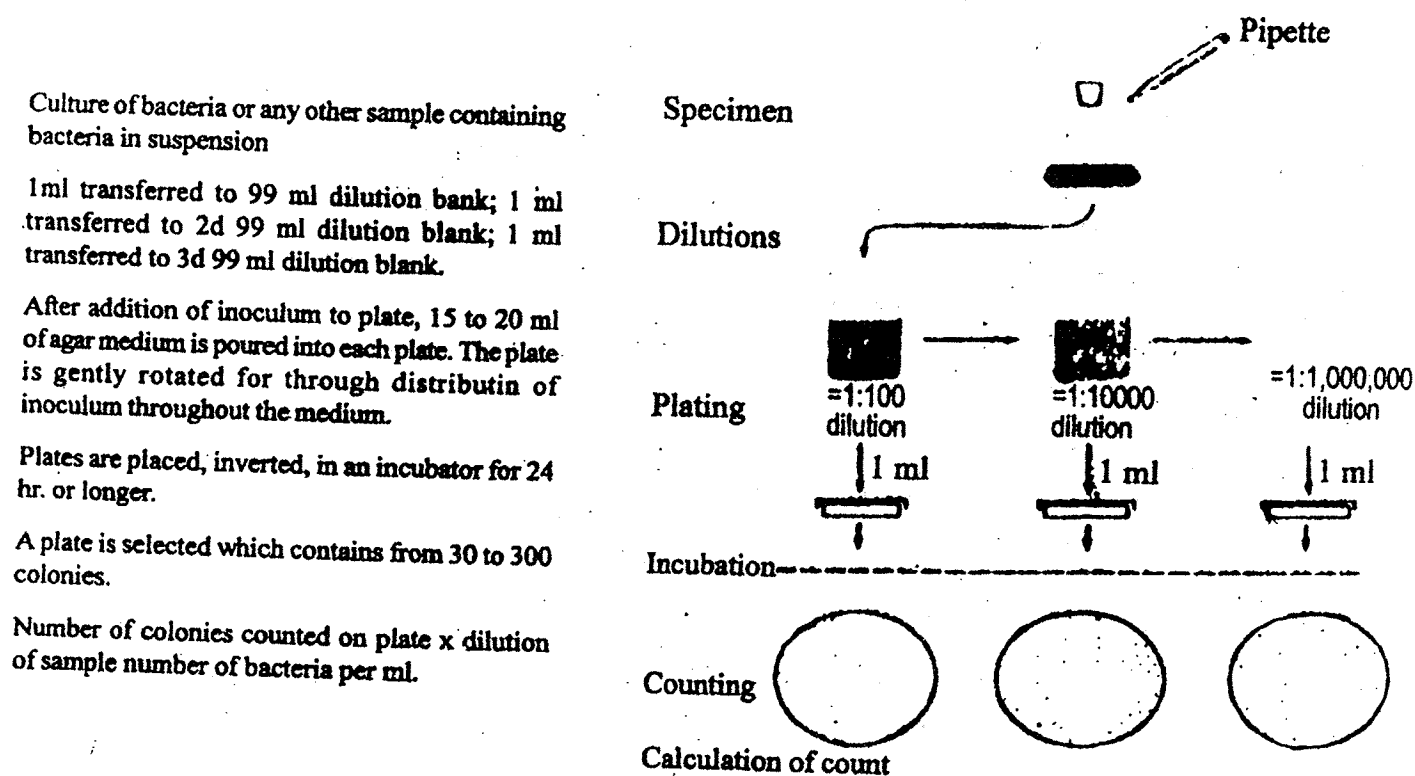 Culture of bacteria or any other sample containing
bacteria in suspension
1ml transferred to 99 ml dilution bank; 1 ml
transferred to 2d 99 ml dilution blank; 1 ml
transferred to 3d 99 ml dilution blank.
After addition of inoculum to plate, 15 to 20 ml
of agar medium is poured into each plate. The plate
is gently rotated for through distributin of
inoculum throughout the medium.
Plates are placed, inverted, in an incubator for 24
hr. or longer.
A plate is selected which contains from 30 to 300
colonies.
Number of colonies counted on plate x dilution
of sample number of bacteria per ml.
Pipette
Specimen
Dilutions
Plating
=1:100
dilution
=1:10000
dilution
=1:1,000,000
dilution
1 ml
1 ml
1 ml
Incubation
Counting
Calculation of count